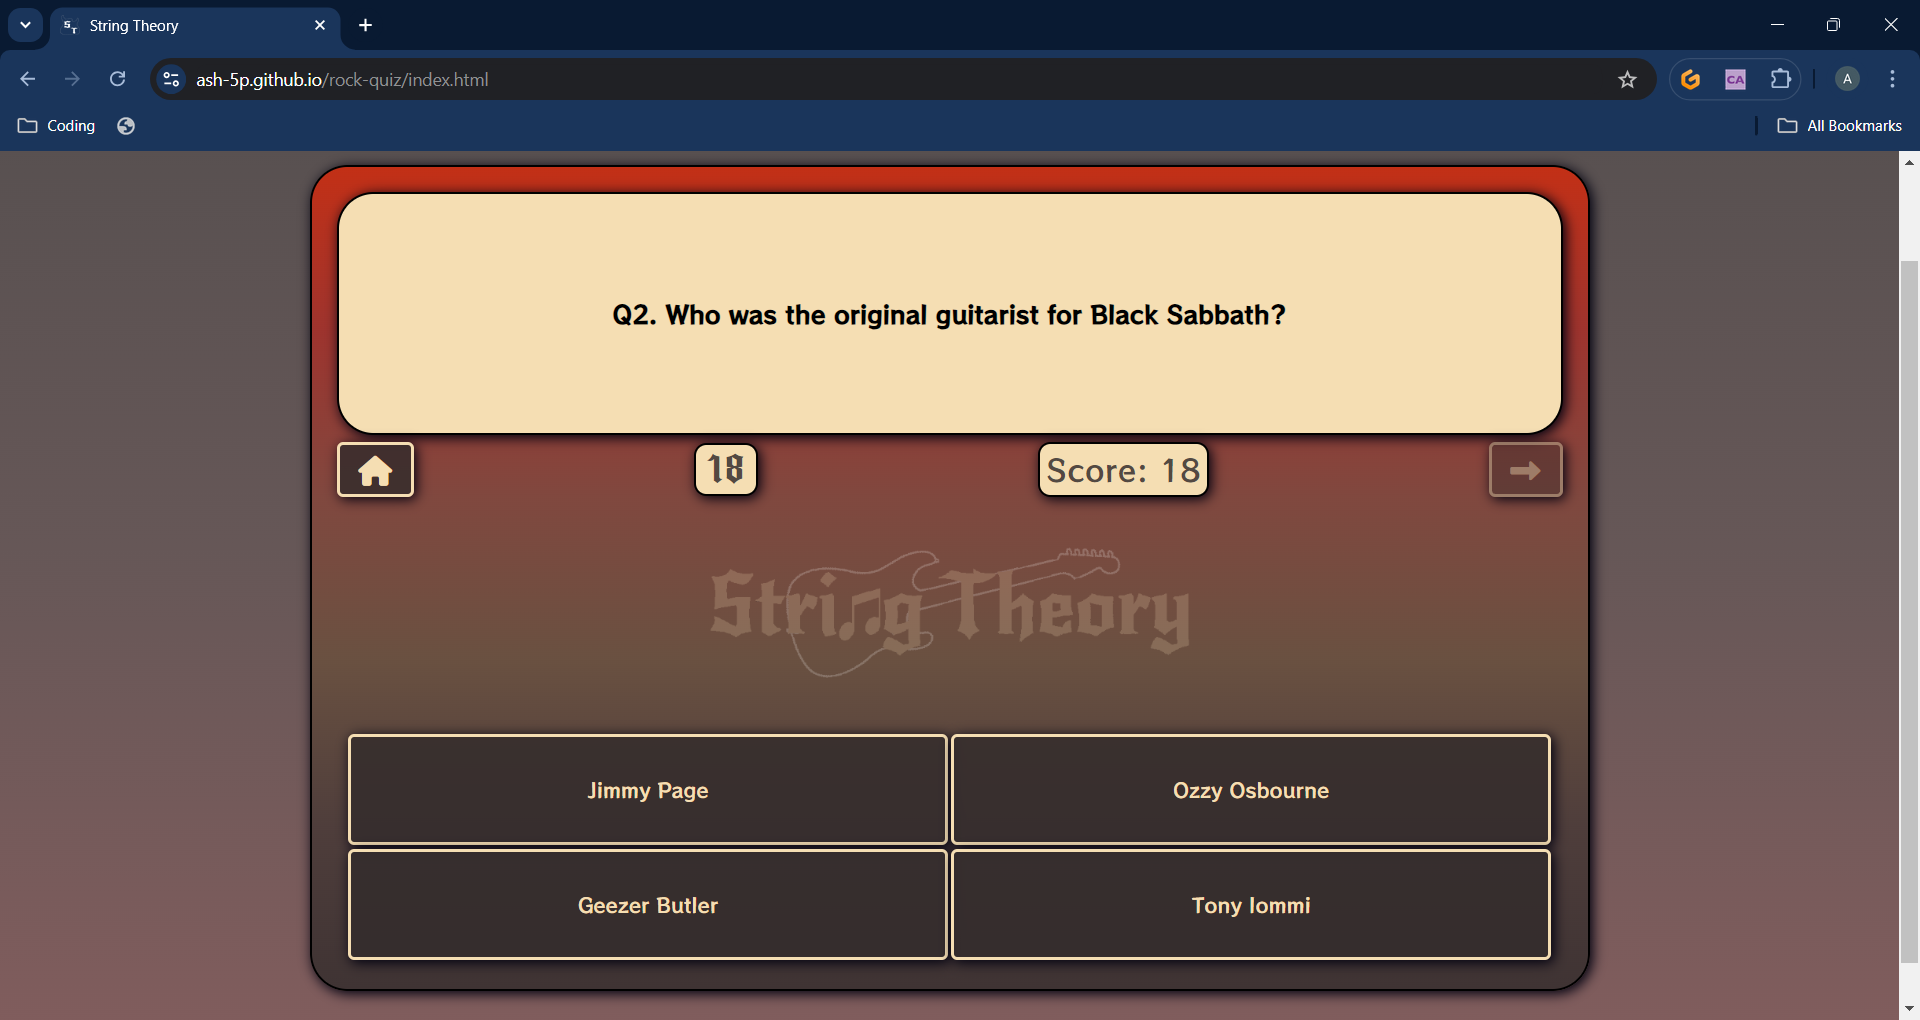 String Theory
ash-5p.github.io/rock-quiz/index.html
CA
A
Coding
All Bookmarks
Q2. Who was the original guitarist for Black Sabbath?
18
Score: 18
String Theory
Jimmy Page
Ozzy Osbourne
Geezer Butler
Tony Iommi